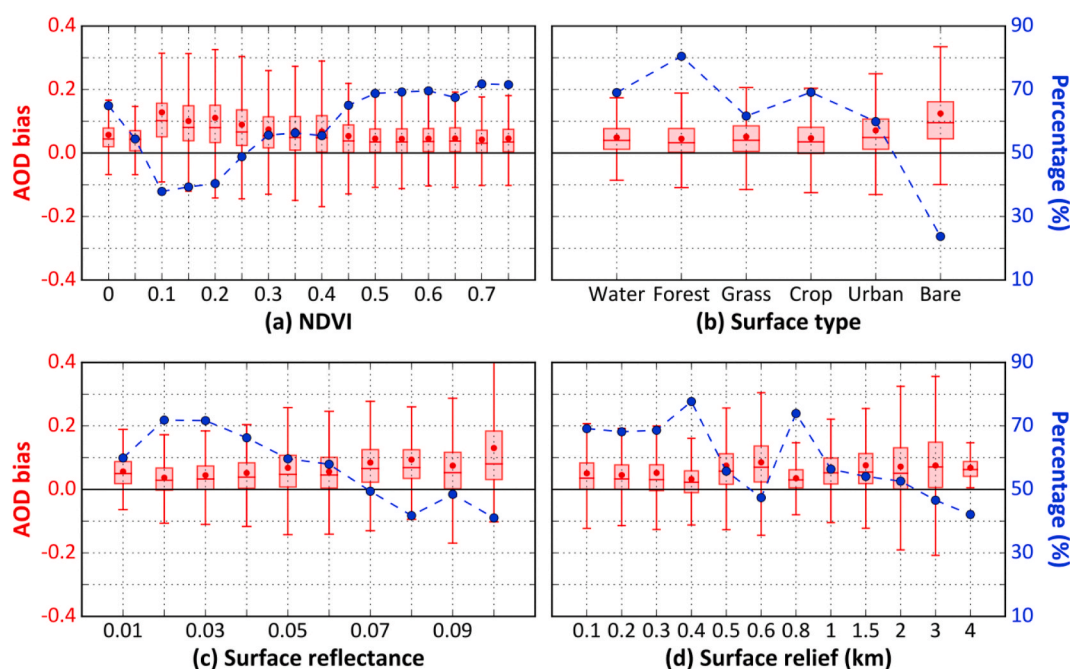 0.4
0.2
0.0
-0.2
-0.4
AOD bias
0 0.1 0.2 0.3 0.4 0.5 0.6 0.7
(a) NDVI
90
70
50
30
10
Percentage (%)
Water Forest Grass Crop Urban Bare
(b) Surface type
0.4
0.2
0.0
-0.2
-0.4
AOD bias
0.01 0.03 0.05 0.07 0.09
(c) Surface reflectance
90
70
50
30
10
Percentage (%)
0.1 0.2 0.3 0.4 0.5 0.6 0.8 1 1.5 2 3 4
(d) Surface relief (km)